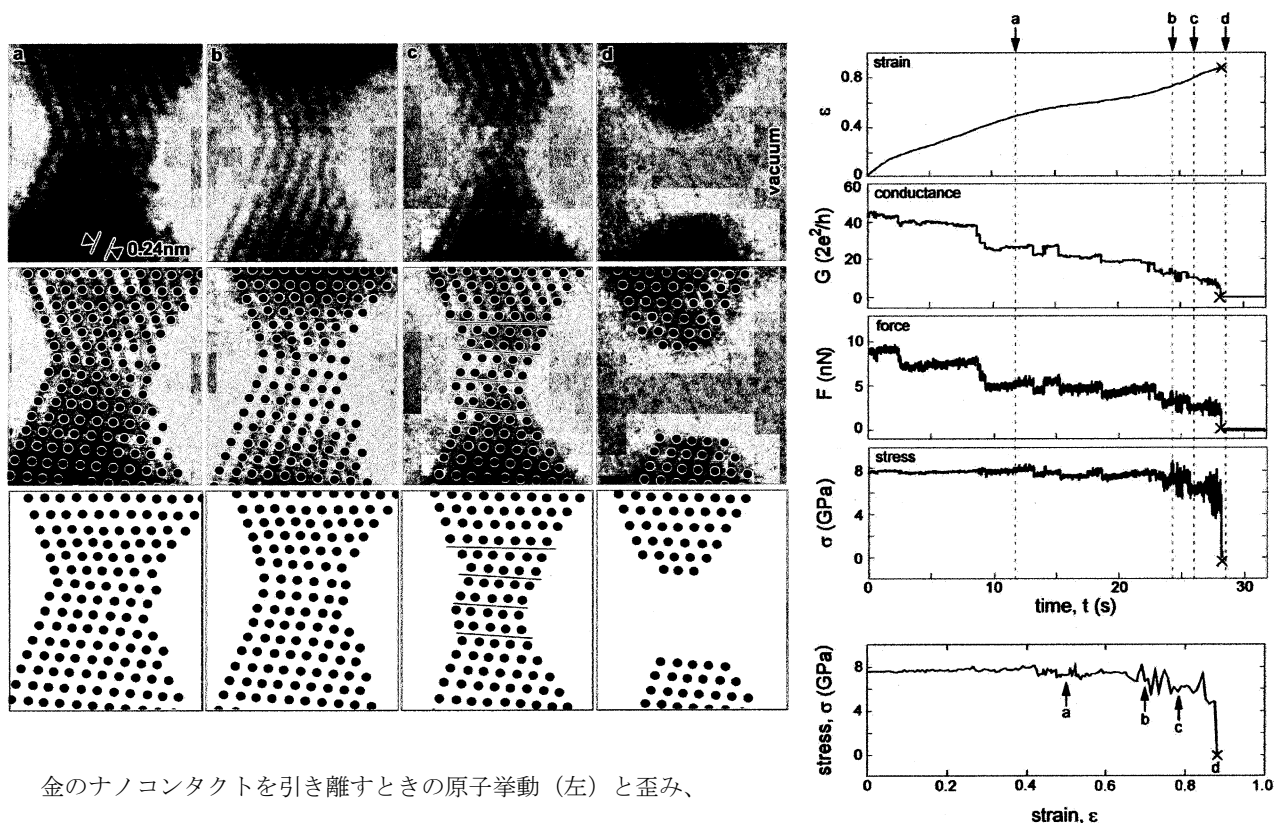 a
b
c
d
vacuum
0.24nm
a b c d
strain
0.8
0.4
0
ε
conductance
60
40
20
0
G (2e²/h)
force
10
5
0
F (nN)
stress
8
4
0
σ (GPa)
0 10 20 30
time, t (s)
8
4
0
stress, σ (GPa)
a
b
c
d
0.0 0.2 0.4 0.6 0.8 1.0
strain, ε
金のナノコンタクトを引き離すときの原子挙動（左）と歪み、